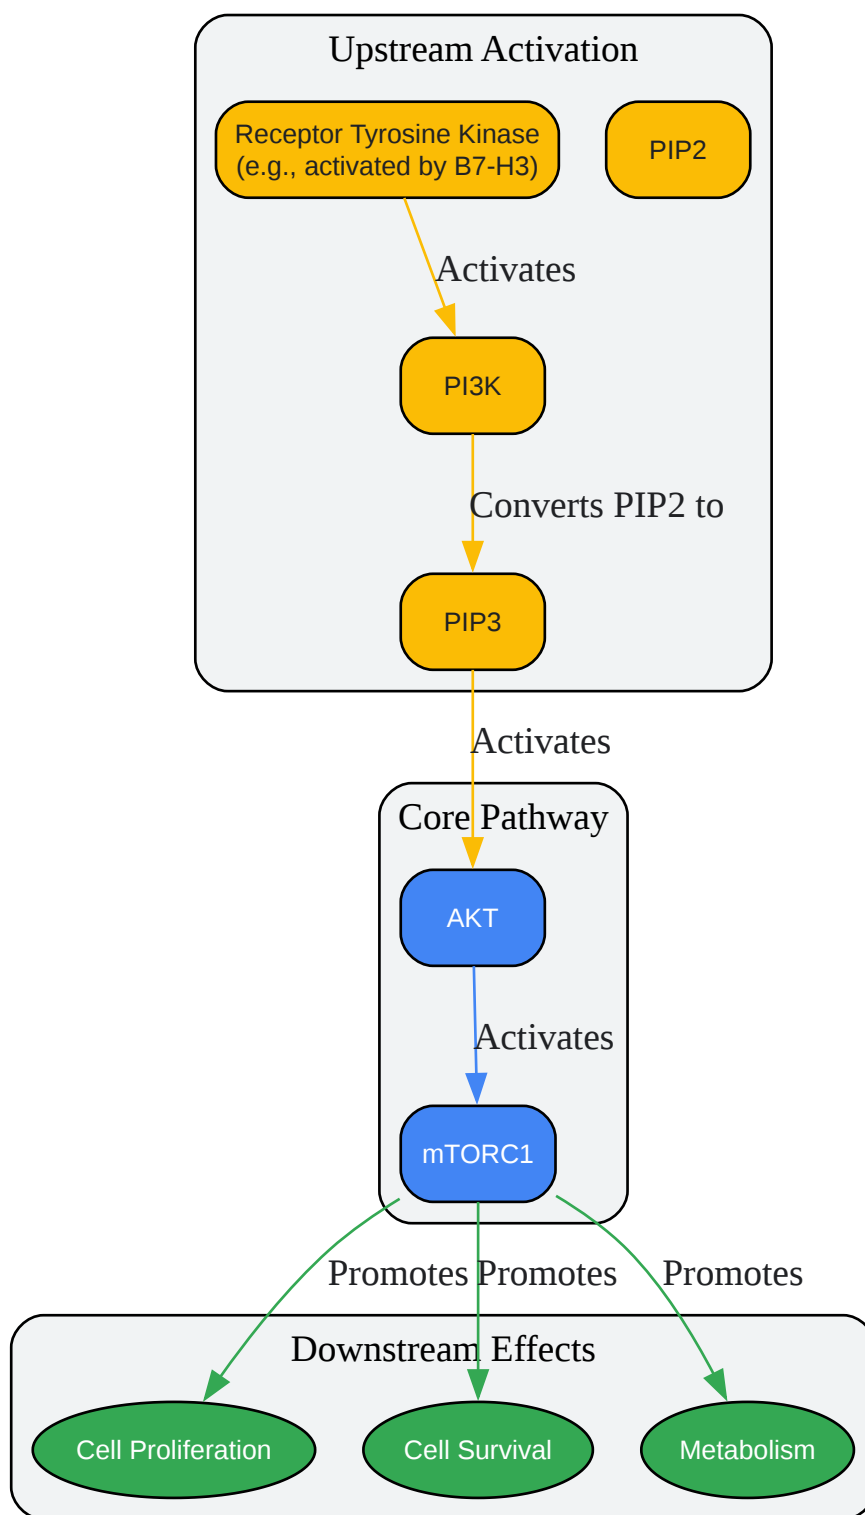 Upstream Activation
Receptor Tyrosine Kinase
(e.g., activated by B7-H3)
PIP2
Activates
PI3K
Converts PIP2 to
PIP3
Activates
Core Pathway
AKT
Activates
mTORC1
Promotes
Promotes
Promotes
Downstream Effects
Cell Proliferation
Cell Survival
Metabolism